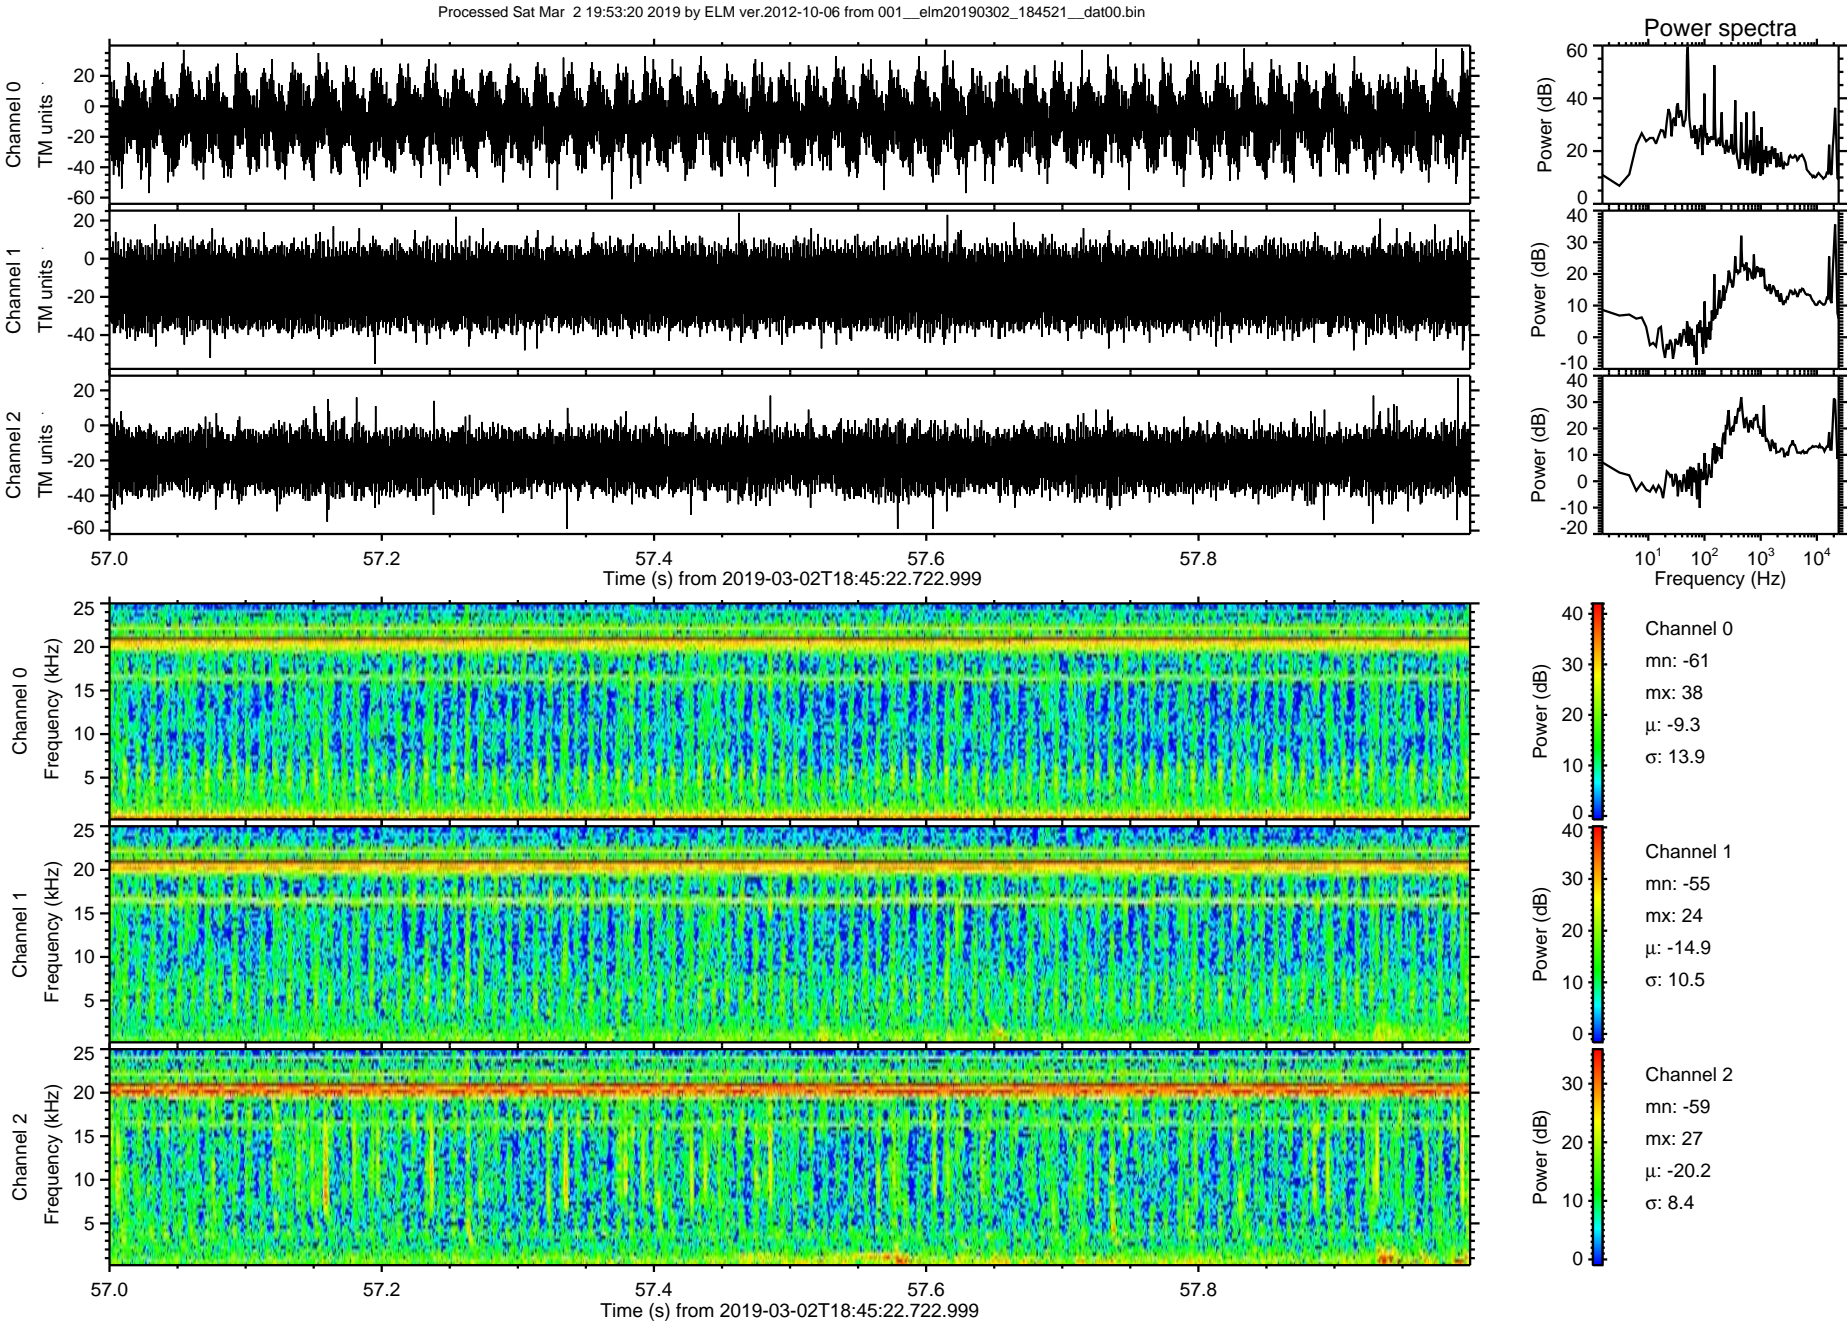 Processed Sat Mar  2 19:53:20 2019 by ELM ver.2012-10-06 from 001__elm20190302_184521__dat00.bin
Power spectra
Channel 0
TM units
20
0
-20
-40
-60
Power (dB)
60
40
20
0
Channel 1
TM units
20
0
-20
-40
Power (dB)
40
30
20
10
0
-10
Channel 2
TM units
20
0
-20
-40
-60
Power (dB)
40
30
20
10
0
-10
-20
57.0 57.2 57.4 57.6 57.8
Time (s) from 2019-03-02T18:45:22.722.999
10¹ 10² 10³ 10⁴
Frequency (Hz)
Channel 0
Frequency (kHz)
25
20
15
10
5
Power (dB)
40
30
20
10
0
Channel 0
mn: -61
mx: 38
μ: -9.3
σ: 13.9
Channel 1
Frequency (kHz)
25
20
15
10
5
Power (dB)
40
30
20
10
0
Channel 1
mn: -55
mx: 24
μ: -14.9
σ: 10.5
Channel 2
Frequency (kHz)
25
20
15
10
5
Power (dB)
30
20
10
0
Channel 2
mn: -59
mx: 27
μ: -20.2
σ: 8.4
57.0 57.2 57.4 57.6 57.8
Time (s) from 2019-03-02T18:45:22.722.999